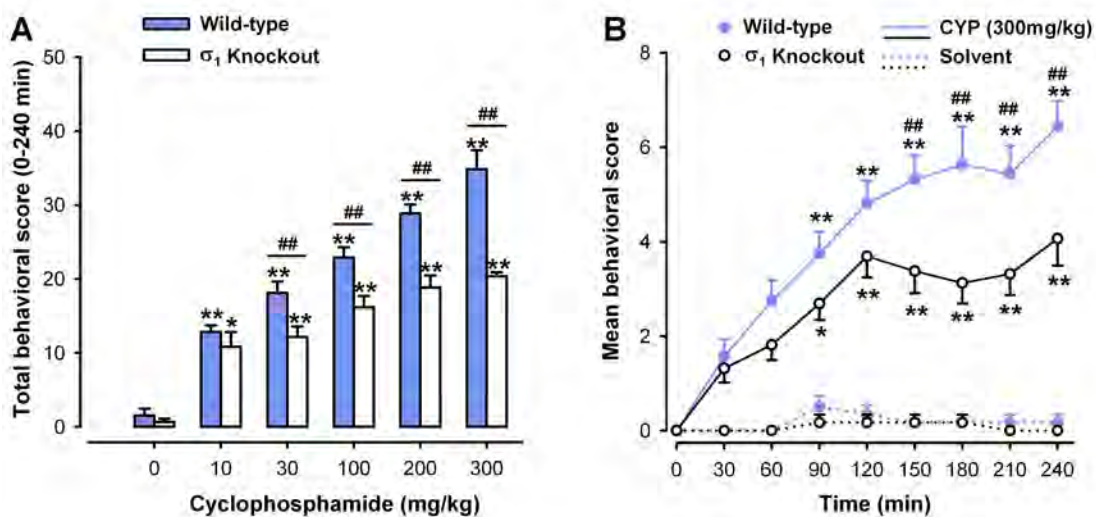 A
Wild-type
σ1 Knockout
Total behavioral score (0-240 min)
50
40
30
20
10
0
##
##
##
##
**
*
**
**
**
**
**
**
**
**
0 10 30 100 200 300
Cyclophosphamide (mg/kg)
B
Wild-type
CYP (300mg/kg)
σ1 Knockout
Solvent
Mean behavioral score
8
6
4
2
0
## ## ## ##
** ** ** ** ** **
* ** ** ** ** **
0 30 60 90 120 150 180 210 240
Time (min)